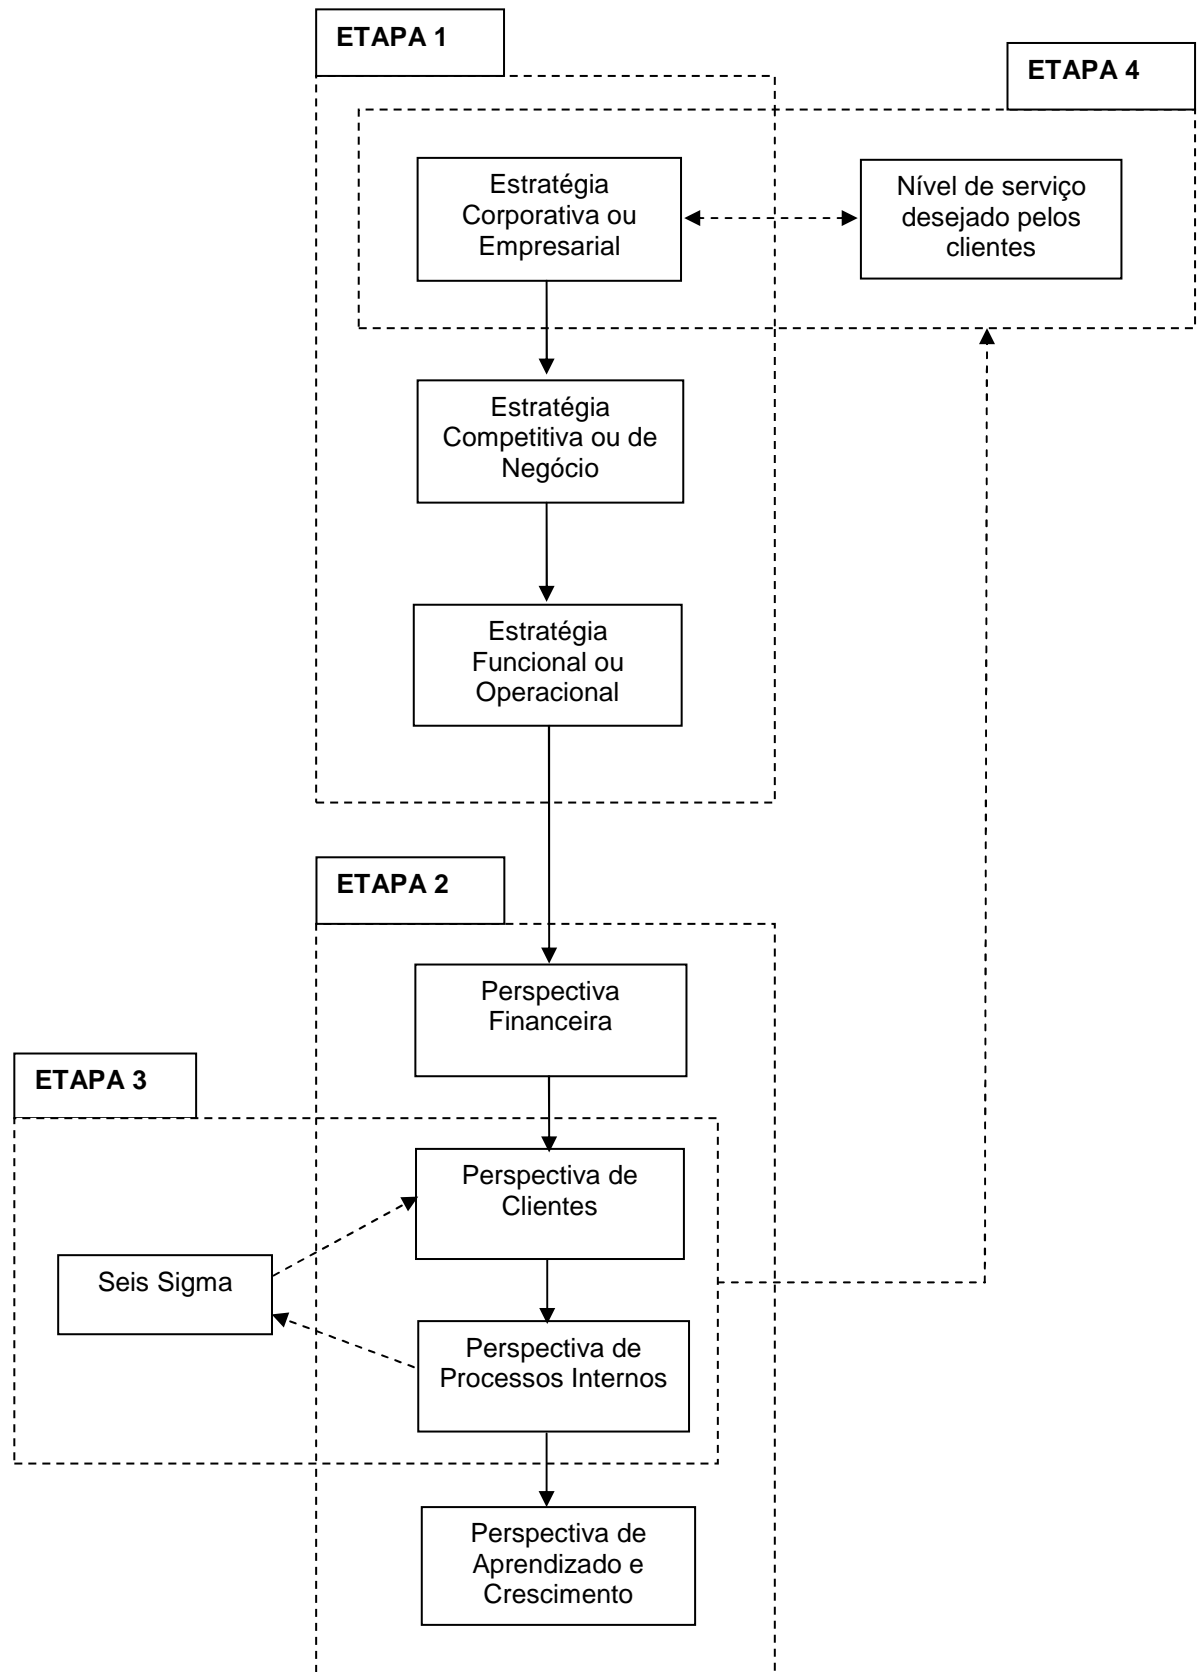 ETAPA 1
ETAPA 4
Estratégia
Corporativa ou
Empresarial
Nível de serviço
desejado pelos
clientes
Estratégia
Competitiva ou de
Negócio
Estratégia
Funcional ou
Operacional
ETAPA 2
Perspectiva
Financeira
ETAPA 3
Perspectiva de
Clientes
Seis Sigma
Perspectiva de
Processos Internos
Perspectiva de
Aprendizado e
Crescimento